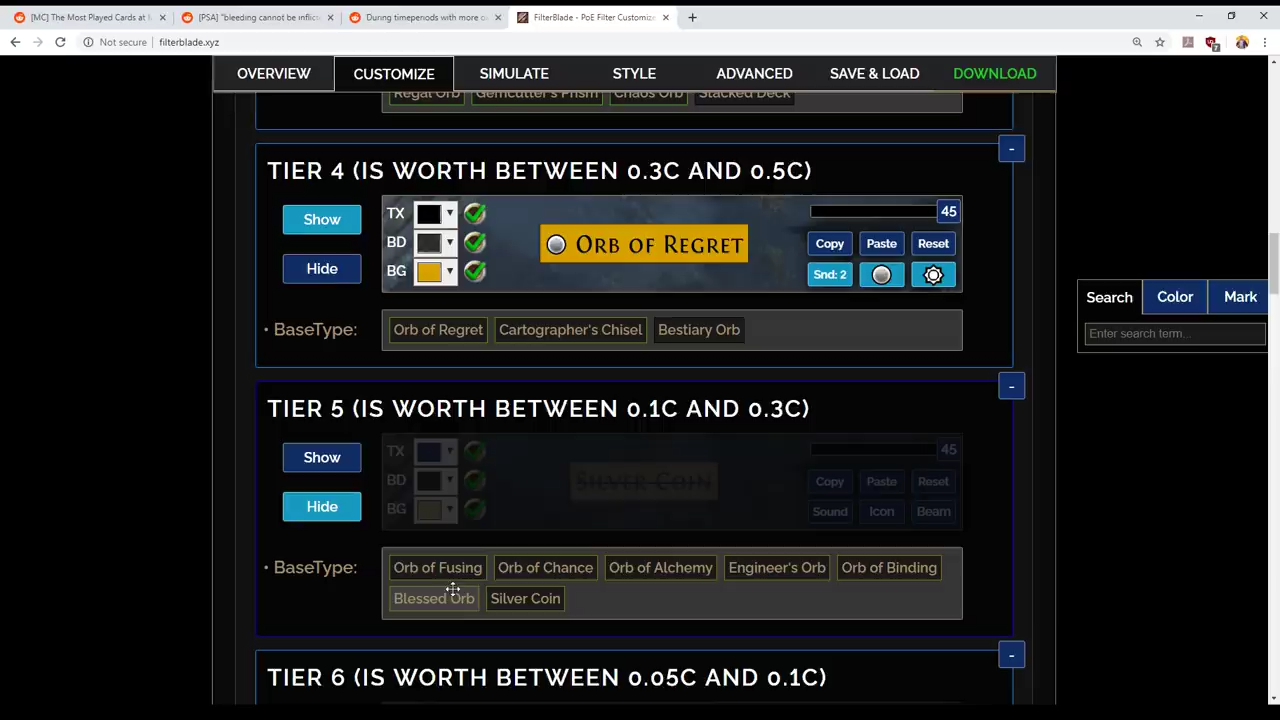 [MC] The Most Played Cards at M
[PSA] "bleeding cannot be inflic
During timeperiods with more o
FilterBlade - PoE Filter Customize
Not secure | filterblade.xyz
OVERVIEW CUSTOMIZE SIMULATE STYLE ADVANCED SAVE & LOAD DOWNLOAD
Regal Orb Gemcutter's Prism Chaos Orb Stacked Deck
-
TIER 4 (IS WORTH BETWEEN 0.3C AND 0.5C)
Show
Hide
TX
BD
BG
Orb of Regret
45
Copy Paste Reset
Snd: 2
• BaseType: Orb of Regret Cartographer's Chisel Bestiary Orb
Search Color Mark
Enter search term...
-
TIER 5 (IS WORTH BETWEEN 0.1C AND 0.3C)
Show
Hide
TX
BD
BG
Silver Coin
45
Copy Paste Reset
Sound Icon Beam
• BaseType: Orb of Fusing Orb of Chance Orb of Alchemy Engineer's Orb Orb of Binding
Blessed Orb Silver Coin
-
TIER 6 (IS WORTH BETWEEN 0.05C AND 0.1C)